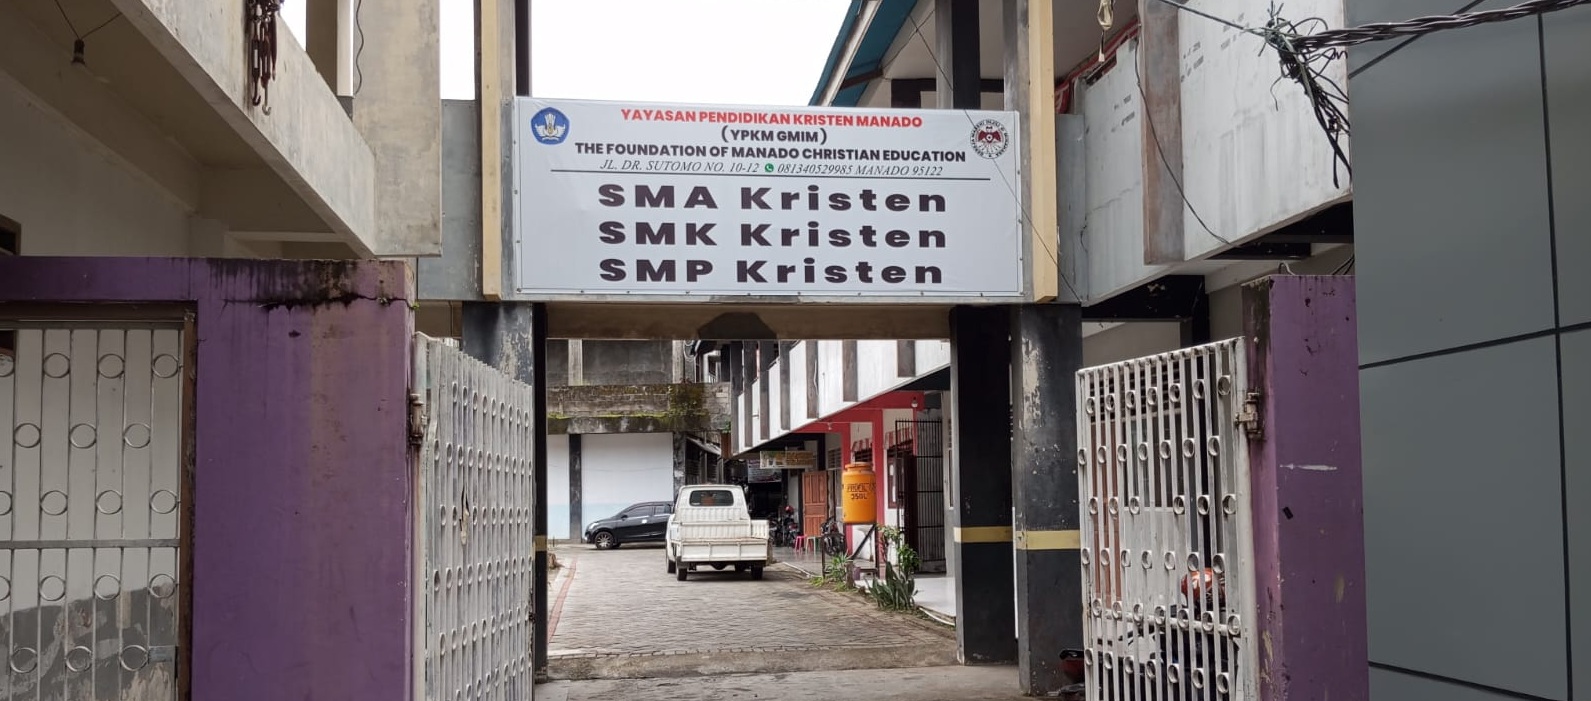 YAYASAN PENDIDIKAN KRISTEN MANADO
(YPKM GMIM)
THE FOUNDATION OF MANADO CHRISTIAN EDUCATION
JL. DR. SUTOMO NO. 10-12 081340529985 MANADO 95122
SMA Kristen
SMK Kristen
SMP Kristen